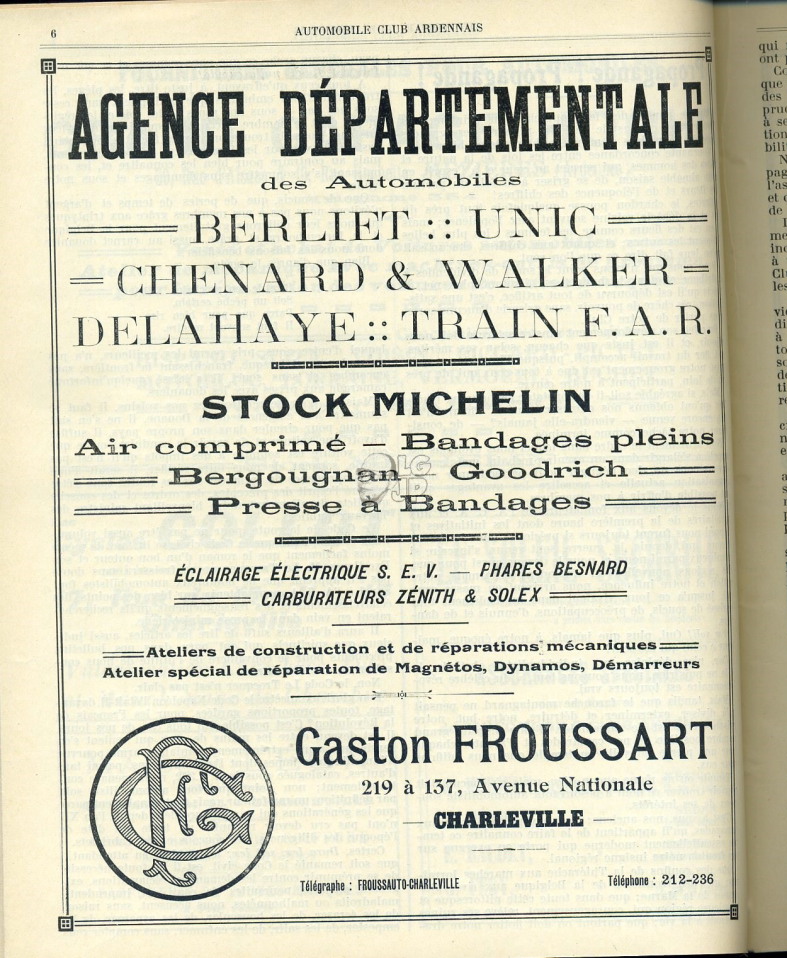 6
AUTOMOBILE CLUB ARDENNAIS
AGENCE DÉPARTEMENTALE
des Automobiles
BERLIET :: UNIC
CHENARD & WALKER
DELAHAYE :: TRAIN F.A.R.
STOCK MICHELIN
Air comprimé — Bandages pleins
Bergougnan — Goodrich
Presse à Bandages
ÉCLAIRAGE ÉLECTRIQUE S. E. V. — PHARES BESNARD
CARBURATEURS ZÉNITH & SOLEX
Ateliers de construction et de réparations mécaniques
Atelier spécial de réparation de Magnétos, Dynamos, Démarreurs
GF
Gaston FROUSSART
219 à 137, Avenue Nationale
— CHARLEVILLE —
Télégraphe : FROUSSAUTO-CHARLEVILLE
Téléphone : 212-236
LG
JD